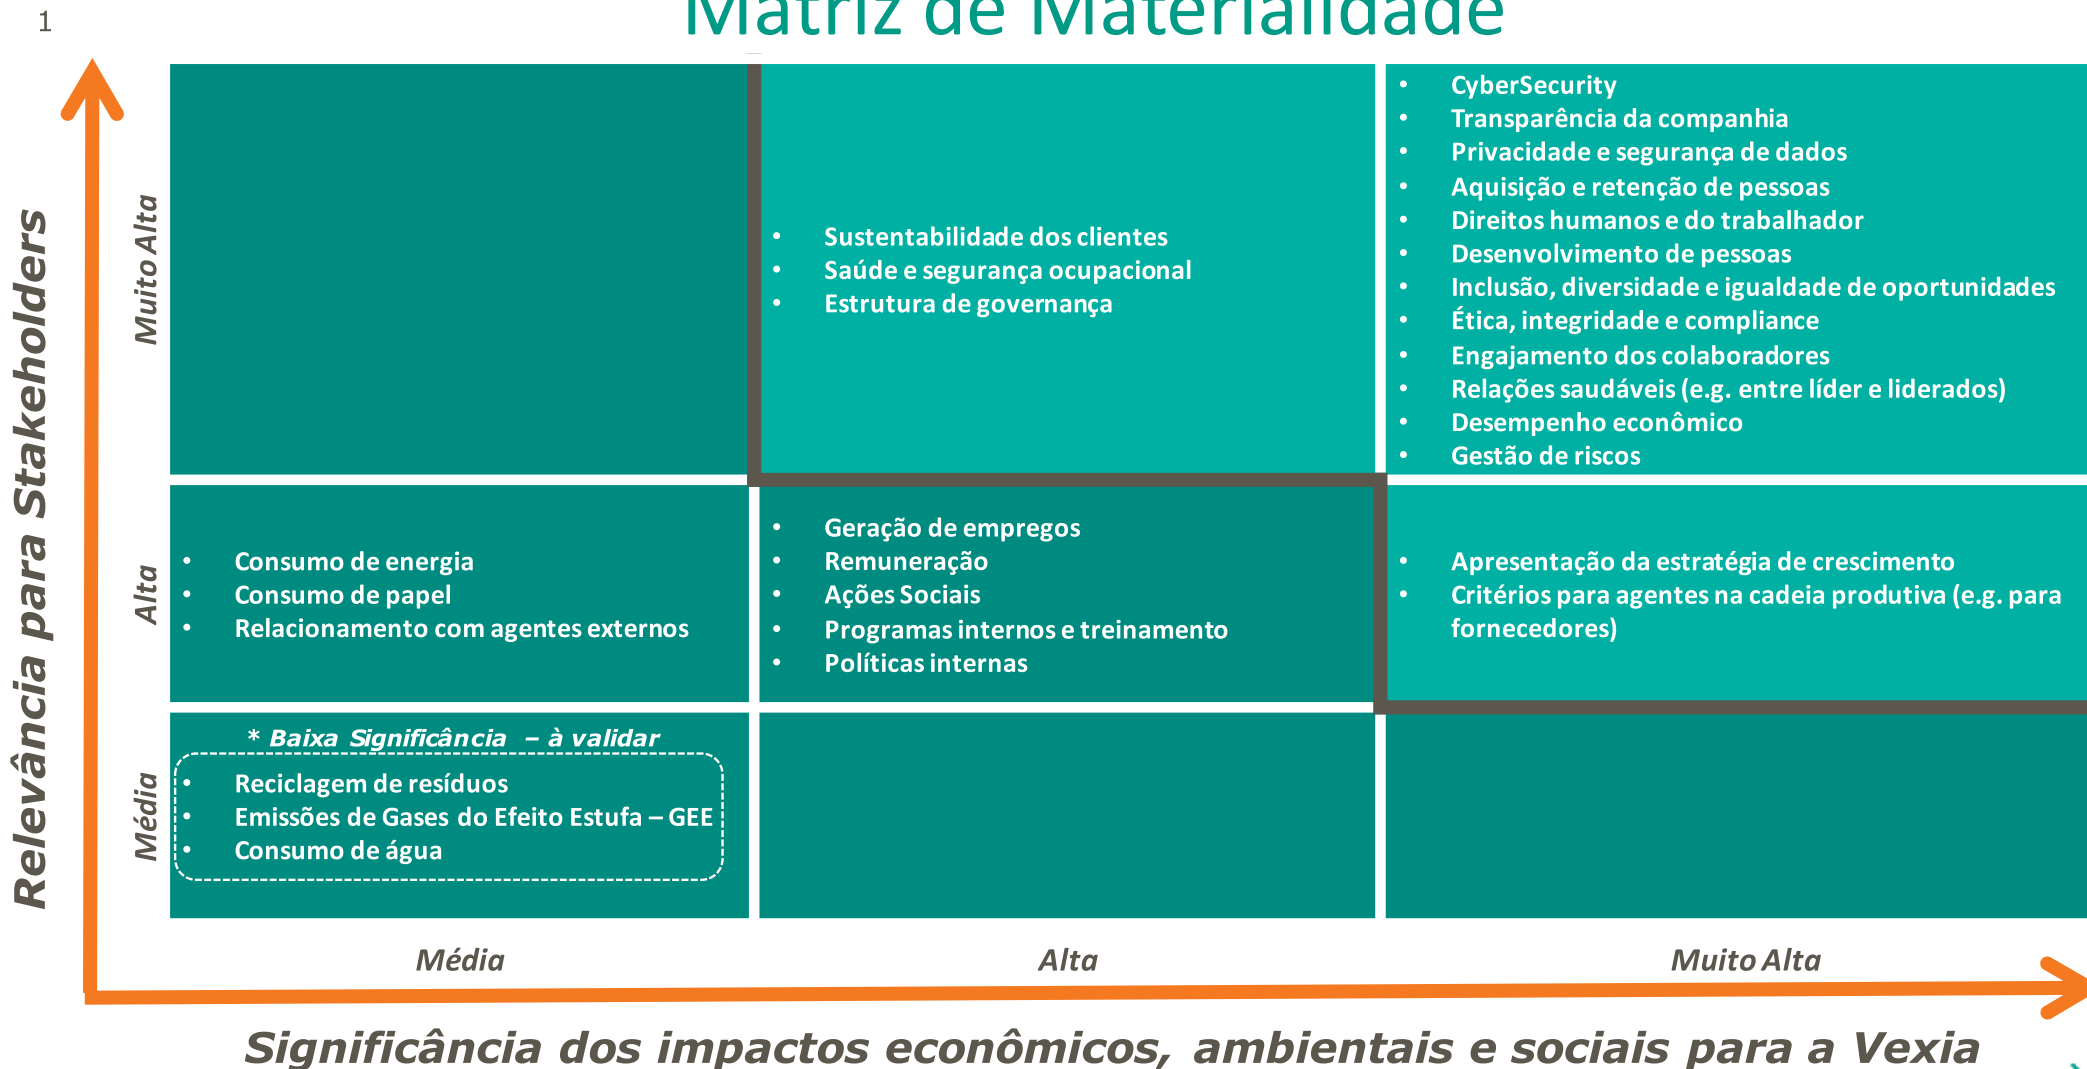 1
Matriz de Materialidade
Relevância para Stakeholders
Muito Alta
• Sustentabilidade dos clientes
• Saúde e segurança ocupacional
• Estrutura de governança
• CyberSecurity
• Transparência da companhia
• Privacidade e segurança de dados
• Aquisição e retenção de pessoas
• Direitos humanos e do trabalhador
• Desenvolvimento de pessoas
• Inclusão, diversidade e igualdade de oportunidades
• Ética, integridade e compliance
• Engajamento dos colaboradores
• Relações saudáveis (e.g. entre líder e liderados)
• Desempenho econômico
• Gestão de riscos
Alta
• Consumo de energia
• Consumo de papel
• Relacionamento com agentes externos
• Geração de empregos
• Remuneração
• Ações Sociais
• Programas internos e treinamento
• Políticas internas
• Apresentação da estratégia de crescimento
• Critérios para agentes na cadeia produtiva (e.g. para
fornecedores)
Média
* Baixa Significância – à validar
• Reciclagem de resíduos
• Emissões de Gases do Efeito Estufa – GEE
• Consumo de água
Média
Alta
Muito Alta
Significância dos impactos econômicos, ambientais e sociais para a Vexia